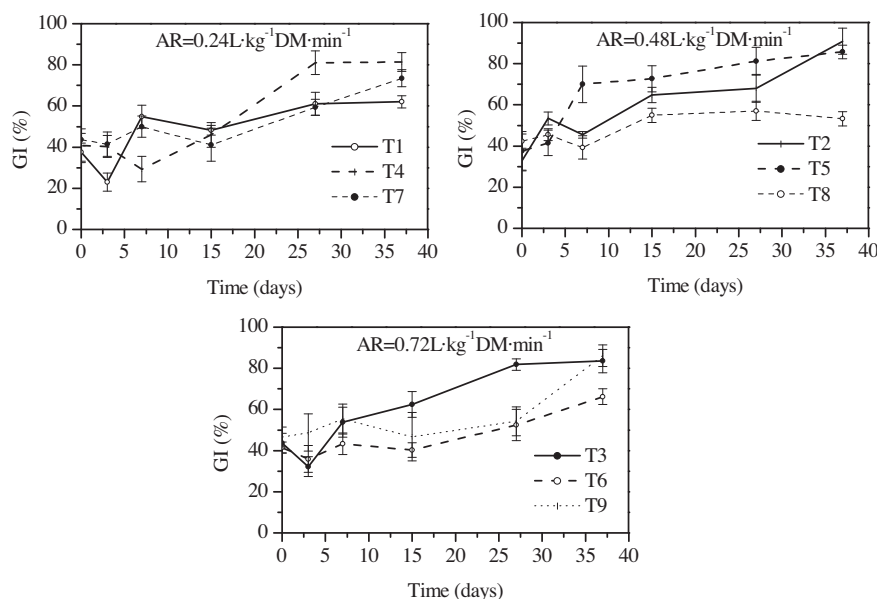 AR=0.24L·kg⁻¹DM·min⁻¹
GI (%)
100
80
60
40
20
0
T1
T4
T7
0 5 10 15 20 25 30 35 40
Time (days)
AR=0.48L·kg⁻¹DM·min⁻¹
GI (%)
100
80
60
40
20
0
T2
T5
T8
0 5 10 15 20 25 30 35 40
Time (days)
AR=0.72L·kg⁻¹DM·min⁻¹
GI (%)
100
80
60
40
20
0
T3
T6
T9
0 5 10 15 20 25 30 35 40
Time (days)